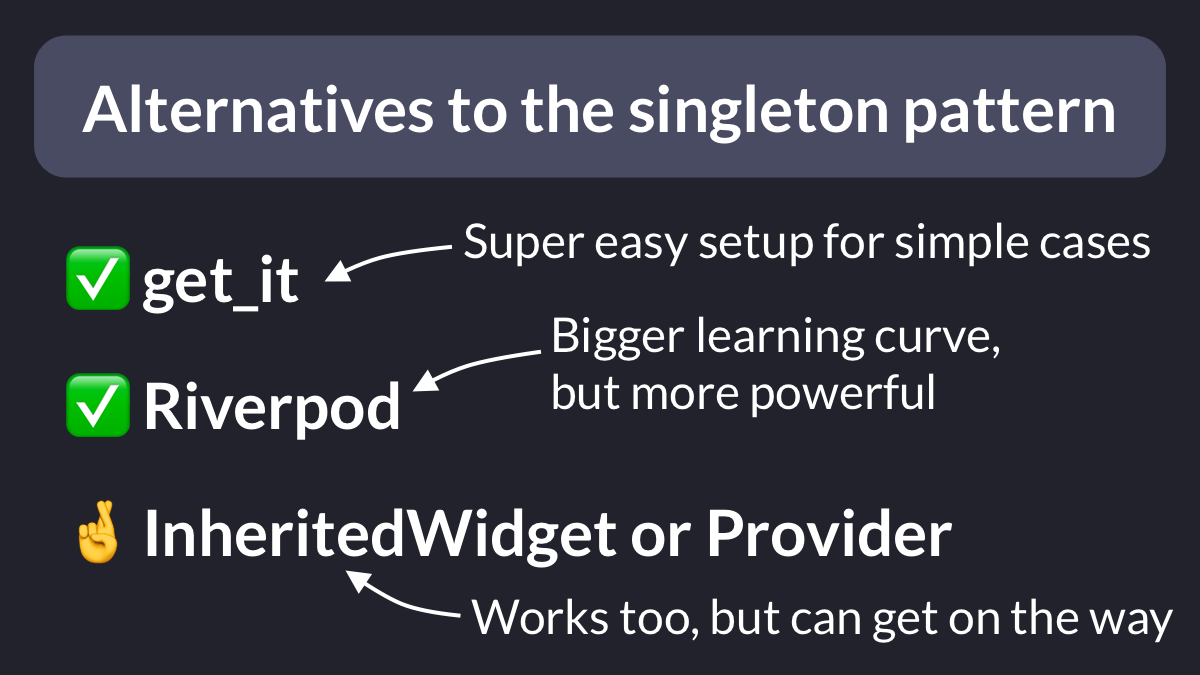 Alternatives to the singleton pattern
✅ get_it
Super easy setup for simple cases
✅ Riverpod
Bigger learning curve,
but more powerful
🤞 InheritedWidget or Provider
Works too, but can get on the way